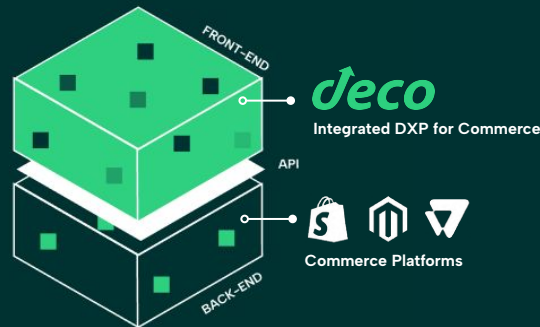 FRONT-END
deco
Integrated DXP for Commerce
API
Commerce Platforms
BACK-END